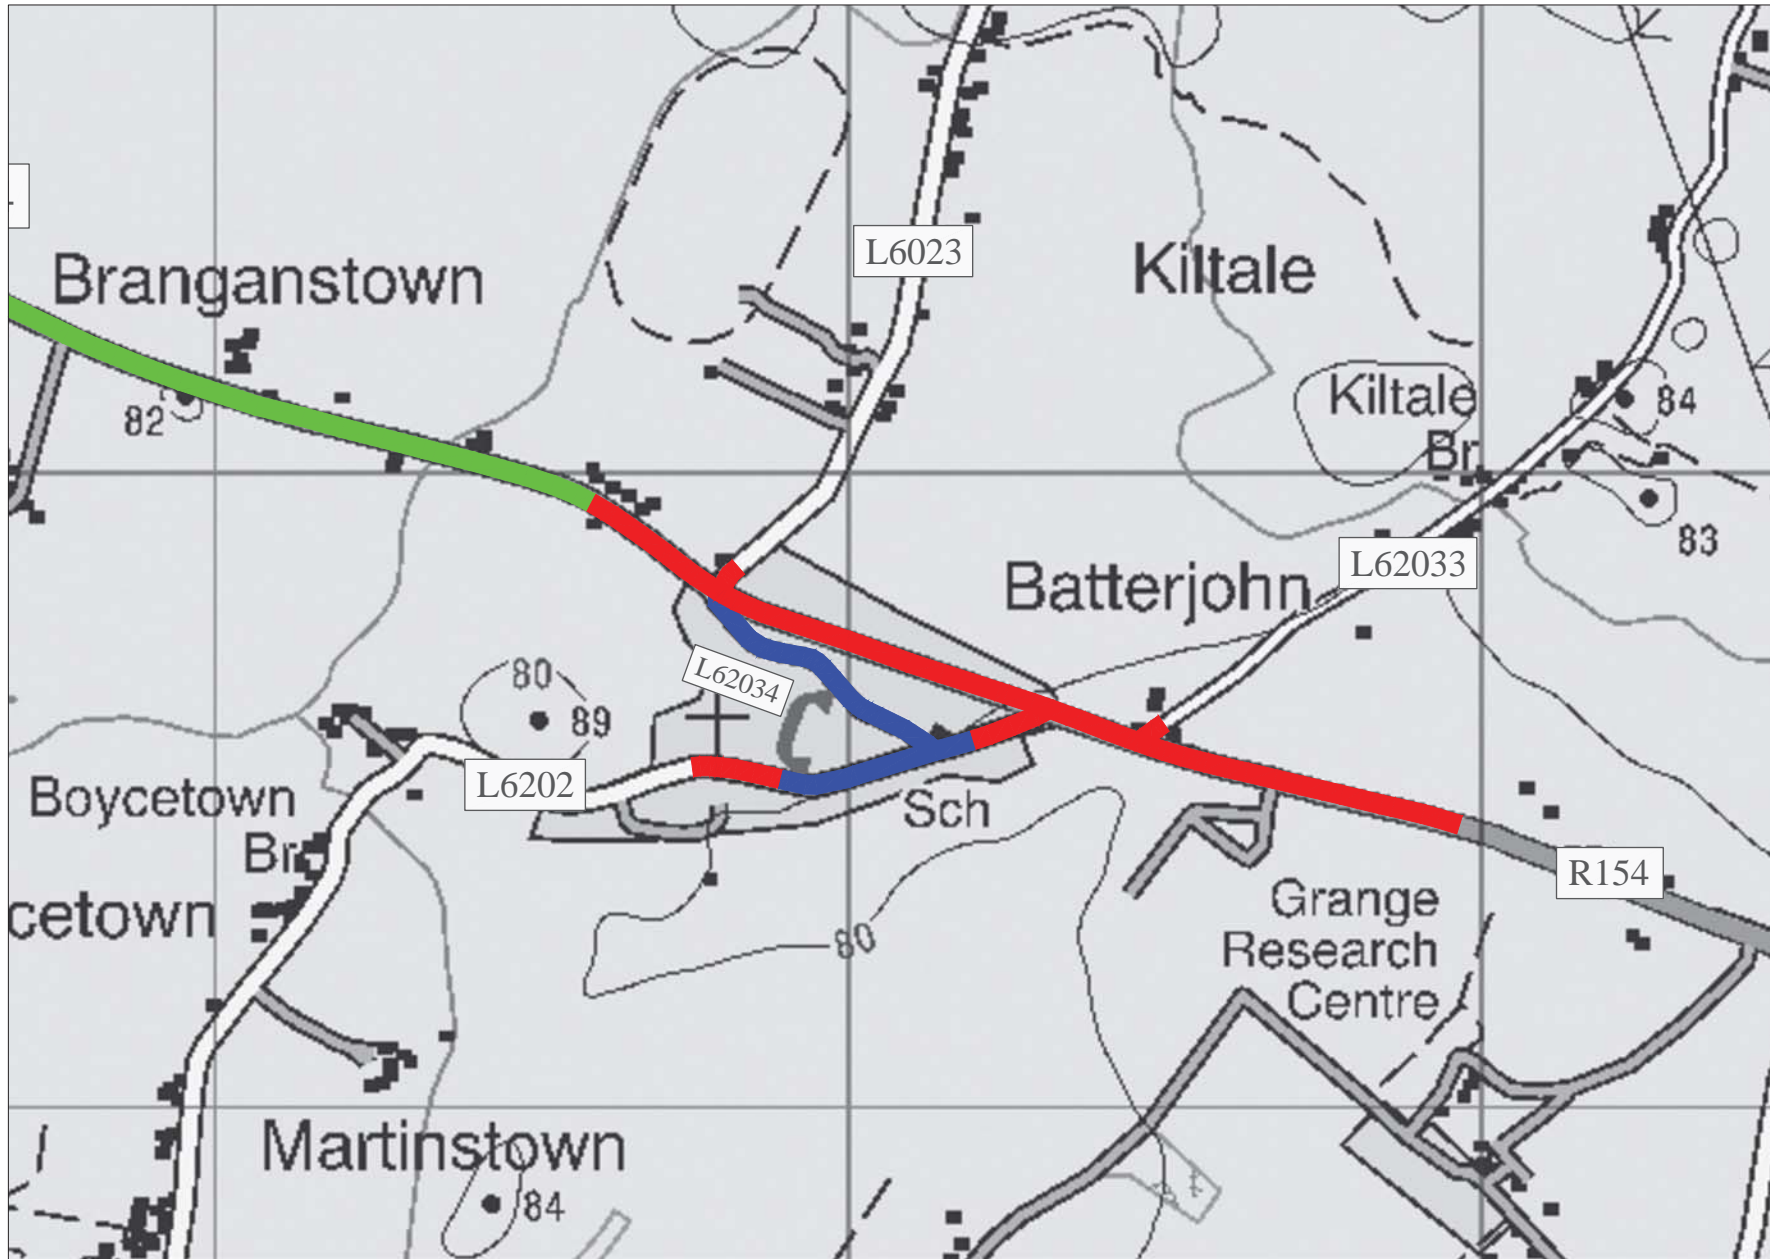 L6023
Branganstown
Kiltale
82
Kiltale
Br
84
83
L62033
Batterjohn
L62034
80
89
C
L6202
Boycetown
Br
Sch
R154
cetown
80
Grange
Research
Centre
Martinstown
84